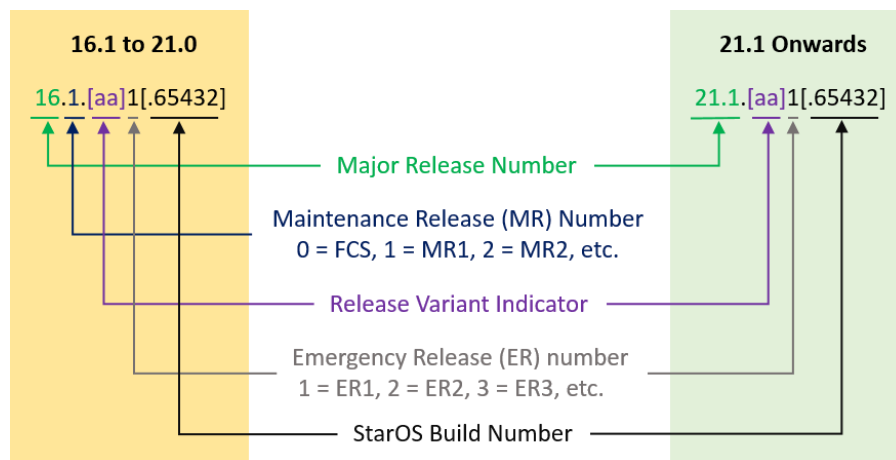 16.1 to 21.0
21.1 Onwards
16.1.[aa]1[.65432]
21.1.[aa]1[.65432]
Major Release Number
Maintenance Release (MR) Number
0 = FCS, 1 = MR1, 2 = MR2, etc.
Release Variant Indicator
Emergency Release (ER) number
1 = ER1, 2 = ER2, 3 = ER3, etc.
StarOS Build Number